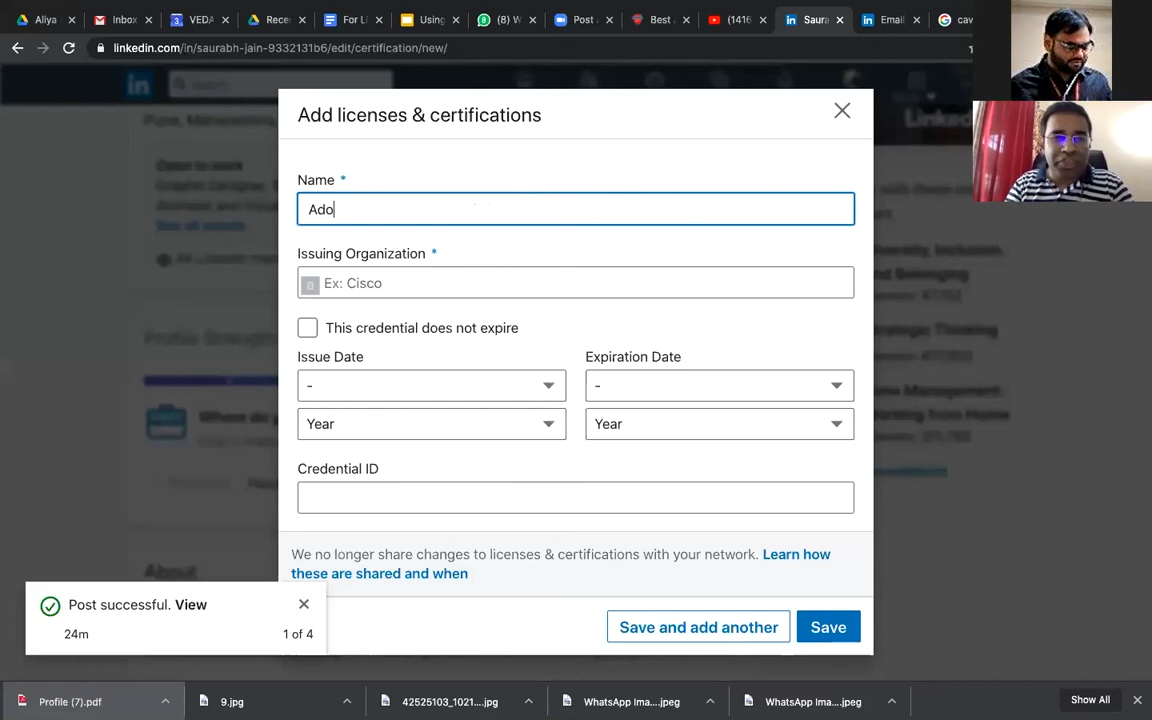 Aliya
Inbox
VEDA
Recer
For Li
Using
(8) W
Post
Best
(1416
Saura
Email
cav
linkedin.com/in/saurabh-jain-9332131b6/edit/certification/new/
Add licenses & certifications
Name *
Ado
Issuing Organization *
Ex: Cisco
This credential does not expire
Issue Date
Expiration Date
-
-
Year
Year
Credential ID
We no longer share changes to licenses & certifications with your network. Learn how
these are shared and when
Post successful. View
24m
1 of 4
Save and add another
Save
Profile (7).pdf
9.jpg
42525103_1021....jpg
WhatsApp Ima....jpeg
WhatsApp Ima....jpeg
Show All